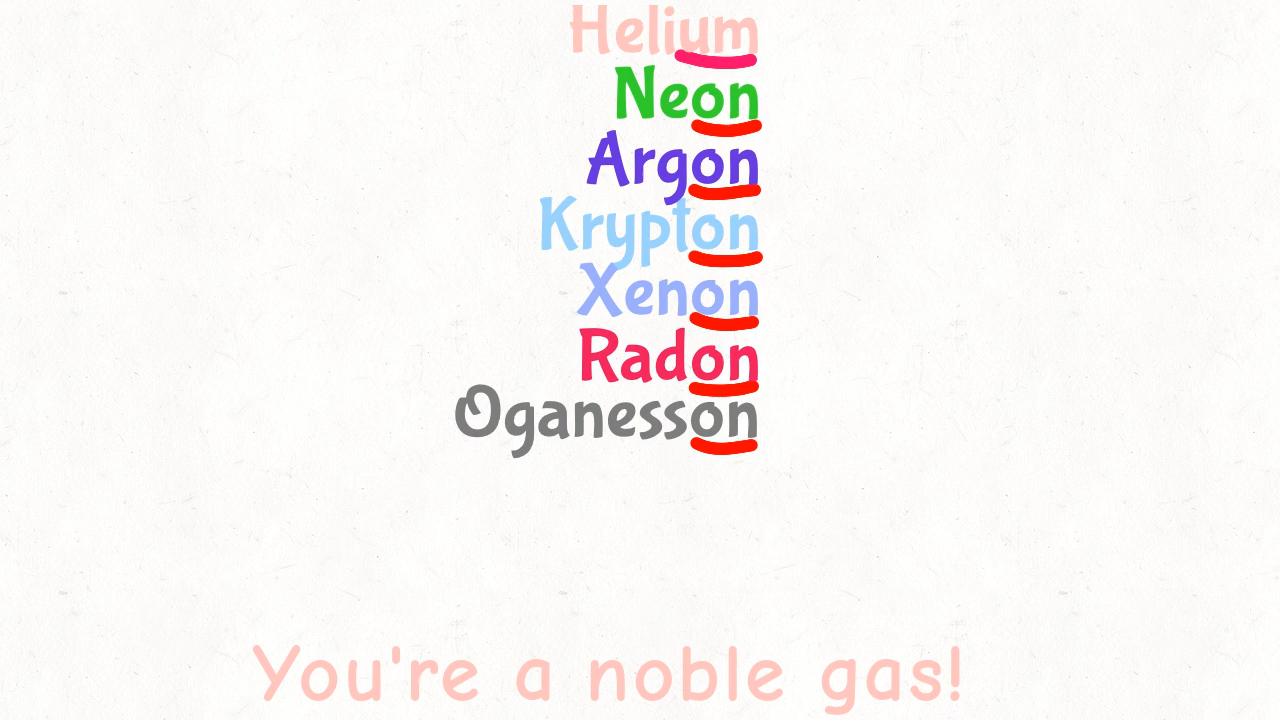 Helium
Neon
Argon
Krypton
Xenon
Radon
Oganesson
You're a noble gas!